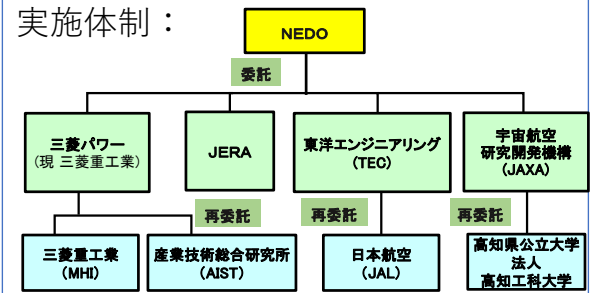 実施体制：
NEDO
委託
三菱パワー
(現 三菱重工業)
JERA
東洋エンジニアリング
(TEC)
宇宙航空
研究開発機構
(JAXA)
再委託
再委託
再委託
三菱重工業
(MHI)
産業技術総合研究所
(AIST)
日本航空
(JAL)
高知県公立大学
法人
高知工科大学